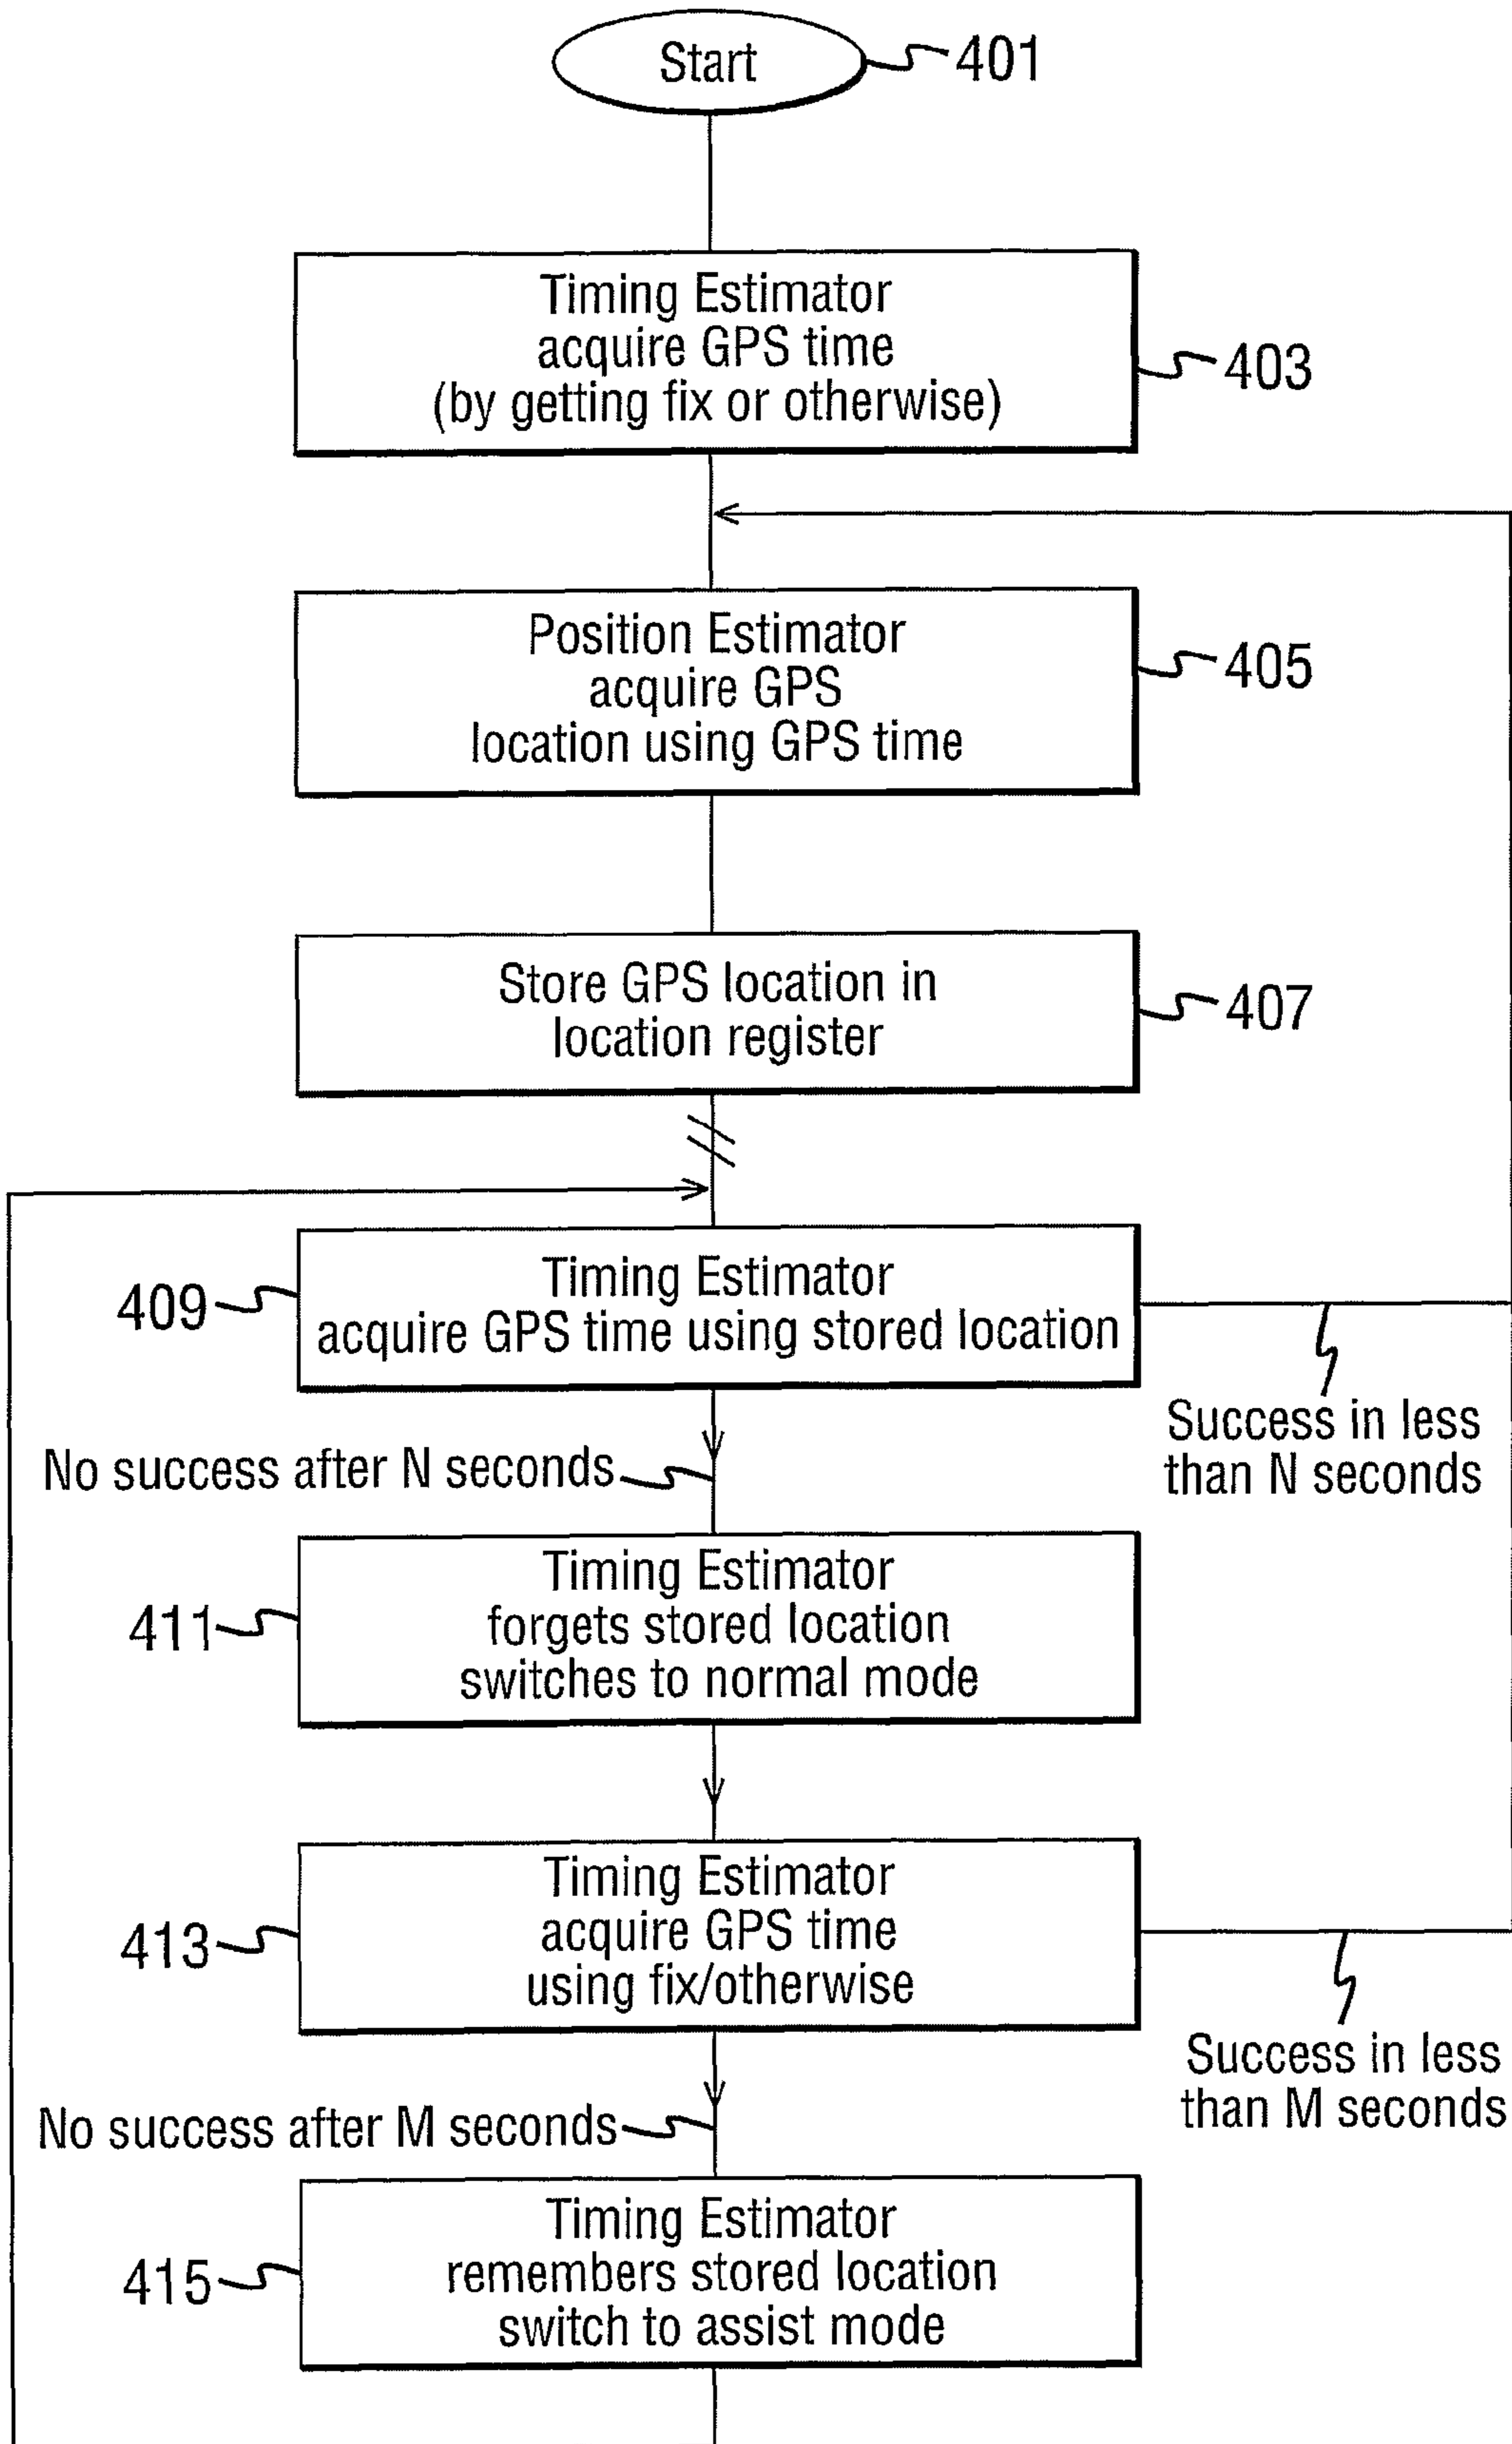 Start
401
Timing Estimator
acquire GPS time
(by getting fix or otherwise)
403
Position Estimator
acquire GPS
location using GPS time
405
Store GPS location in
location register
407
409
Timing Estimator
acquire GPS time using stored location
Success in less
than N seconds
No success after N seconds
411
Timing Estimator
forgets stored location
switches to normal mode
413
Timing Estimator
acquire GPS time
using fix/otherwise
Success in less
than M seconds
No success after M seconds
415
Timing Estimator
remembers stored location
switch to assist mode